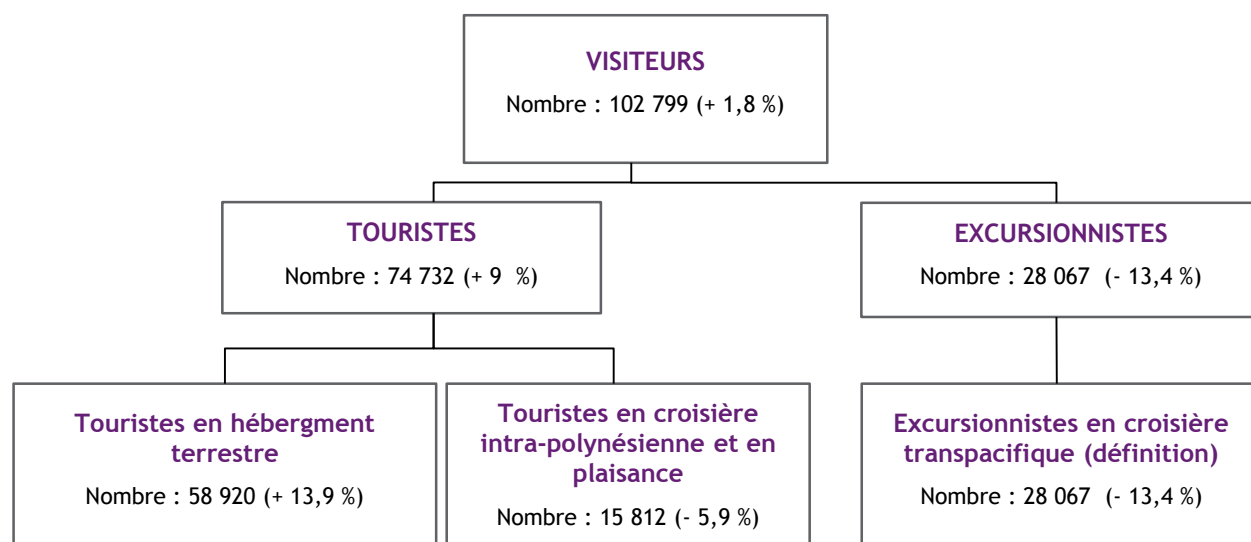 VISITEURS
Nombre : 102 799 (+ 1,8 %)
TOURISTES
Nombre : 74 732 (+ 9 %)
EXCURSIONNISTES
Nombre : 28 067 (- 13,4 %)
Touristes en hébergment
terrestre
Nombre : 58 920 (+ 13,9 %)
Touristes en croisière
intra-polynésienne et en
plaisance
Nombre : 15 812 (- 5,9 %)
Excursionnistes en croisière
transpacifique (définition)
Nombre : 28 067 (- 13,4 %)